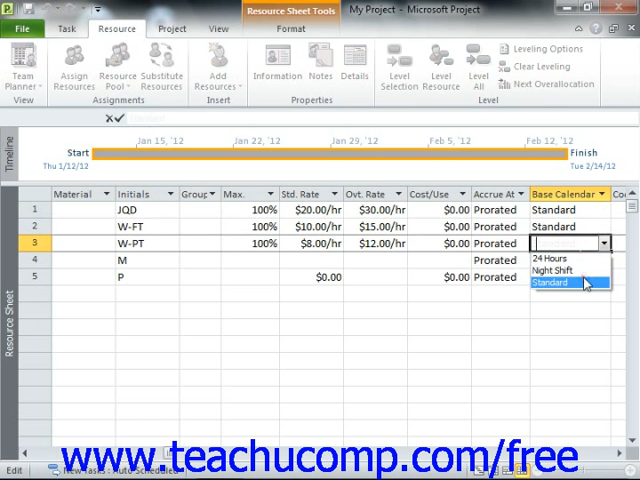 Resource Sheet Tools
My Project - Microsoft Project
File Task Resource Project View Format
Team Planner
Assign Resources
Resource Pool
Substitute Resources
Add Resources
Information
Notes
Details
Level Selection
Level Resource
Level All
Leveling Options
Clear Leveling
Next Overallocation
View Assignments Insert Properties Level
Standard
Timeline
Jan 15, '12 Jan 22, '12 Jan 29, '12 Feb 5, '12 Feb 12, '12
Start Finish
Thu 1/12/12 Tue 2/14/12
Material Initials Group Max. Std. Rate Ovt. Rate Cost/Use Accrue At Base Calendar Co
1 JQD 100% $20.00/hr $30.00/hr $0.00 Prorated Standard
2 W-FT 100% $10.00/hr $15.00/hr $0.00 Prorated Standard
3 W-PT 100% $8.00/hr $12.00/hr $0.00 Prorated Standard
4 M Prorated
5 P $0.00 $0.00 Prorated
24 Hours
Night Shift
Standard
Resource Sheet
www.teachucomp.com/free
Edit New Tasks : Auto Scheduled